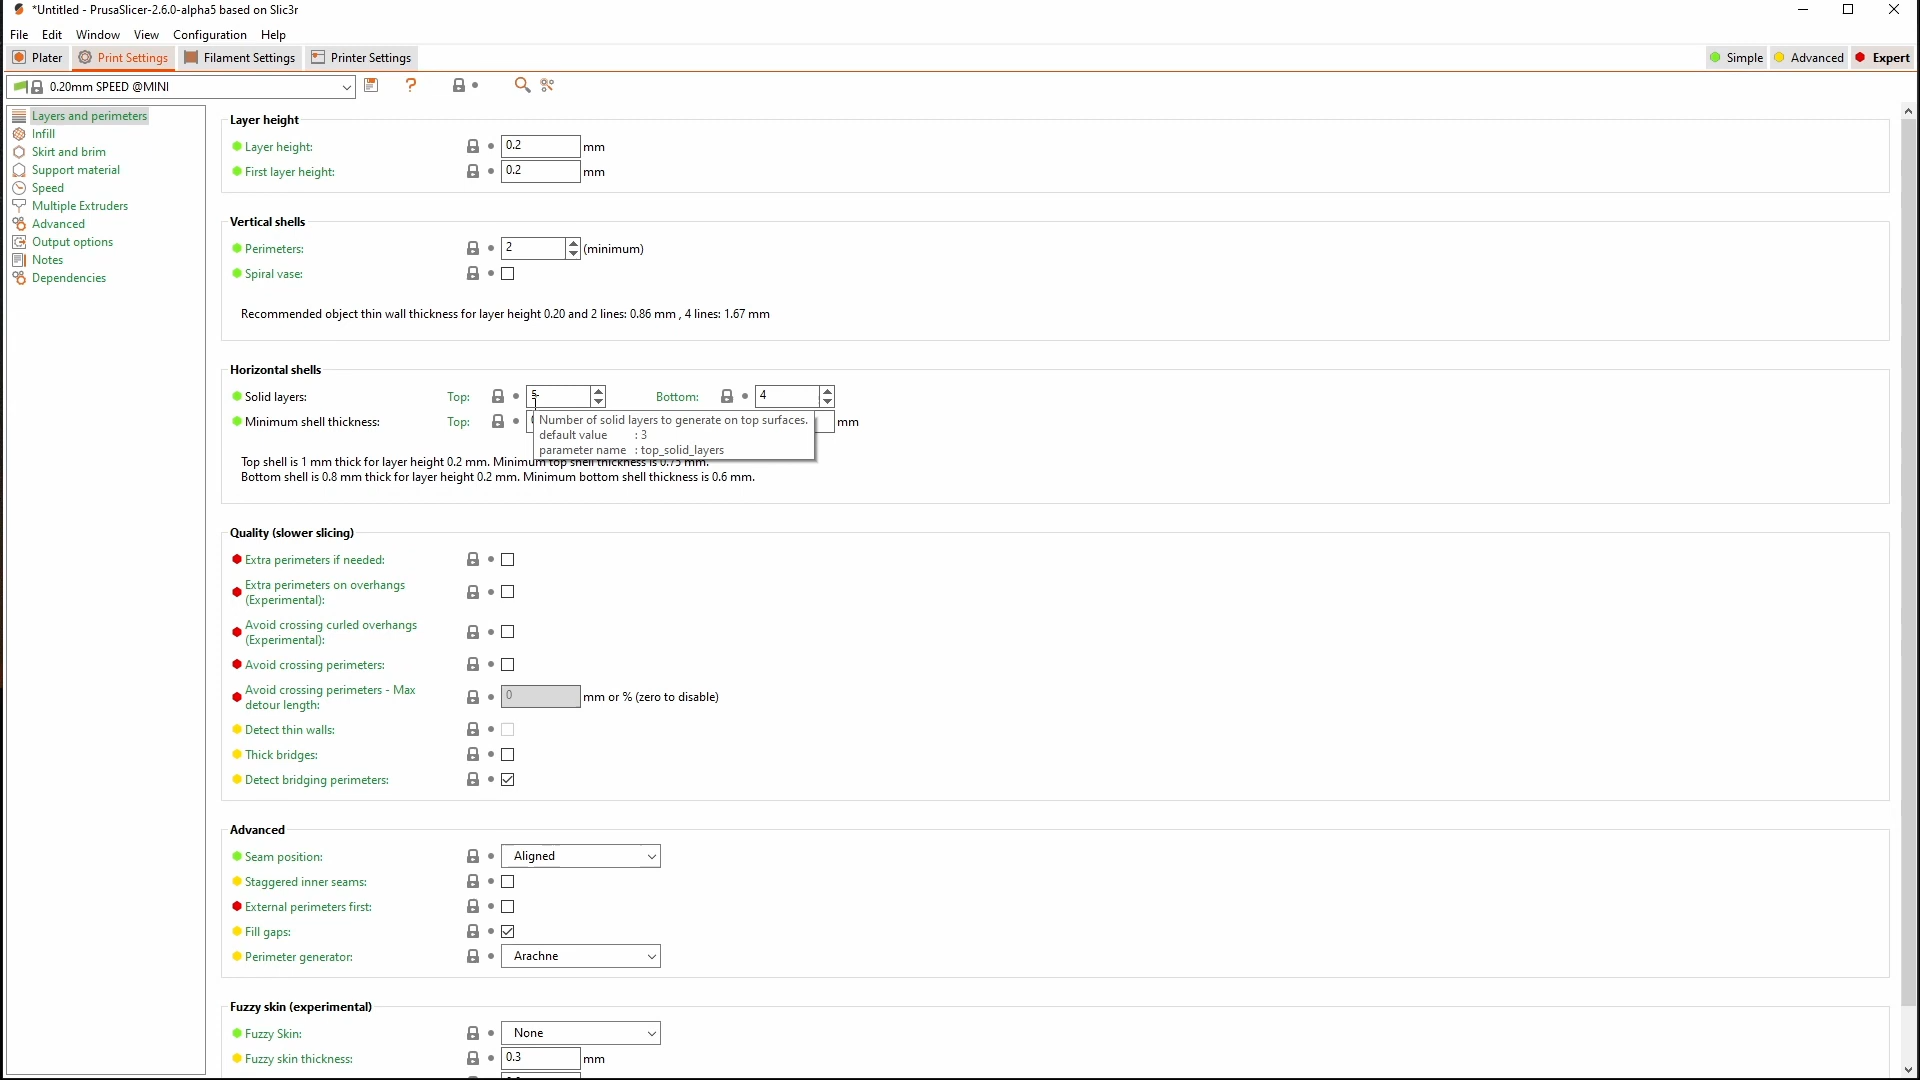 *Untitled - PrusaSlicer-2.6.0-alpha5 based on Slic3r
File Edit Window View Configuration Help
Plater Print Settings Filament Settings Printer Settings Simple Advanced Expert
0.20mm SPEED @MINI ?
Layers and perimeters
Infill
Skirt and brim
Support material
Speed
Multiple Extruders
Advanced
Output options
Notes
Dependencies
Layer height
Layer height: 0.2 mm
First layer height: 0.2 mm
Vertical shells
Perimeters: 2 (minimum)
Spiral vase:
Recommended object thin wall thickness for layer height 0.20 and 2 lines: 0.86 mm , 4 lines: 1.67 mm
Horizontal shells
Solid layers: Top: 5 Bottom: 4
Minimum shell thickness: Top: mm
Number of solid layers to generate on top surfaces.
default value : 3
parameter name : top_solid_layers
Top shell is 1 mm thick for layer height 0.2 mm. Minimum top shell thickness is 0.75 mm.
Bottom shell is 0.8 mm thick for layer height 0.2 mm. Minimum bottom shell thickness is 0.6 mm.
Quality (slower slicing)
Extra perimeters if needed:
Extra perimeters on overhangs
(Experimental):
Avoid crossing curled overhangs
(Experimental):
Avoid crossing perimeters:
Avoid crossing perimeters - Max
detour length: 0 mm or % (zero to disable)
Detect thin walls:
Thick bridges:
Detect bridging perimeters:
Advanced
Seam position: Aligned
Staggered inner seams:
External perimeters first:
Fill gaps:
Perimeter generator: Arachne
Fuzzy skin (experimental)
Fuzzy Skin: None
Fuzzy skin thickness: 0.3 mm